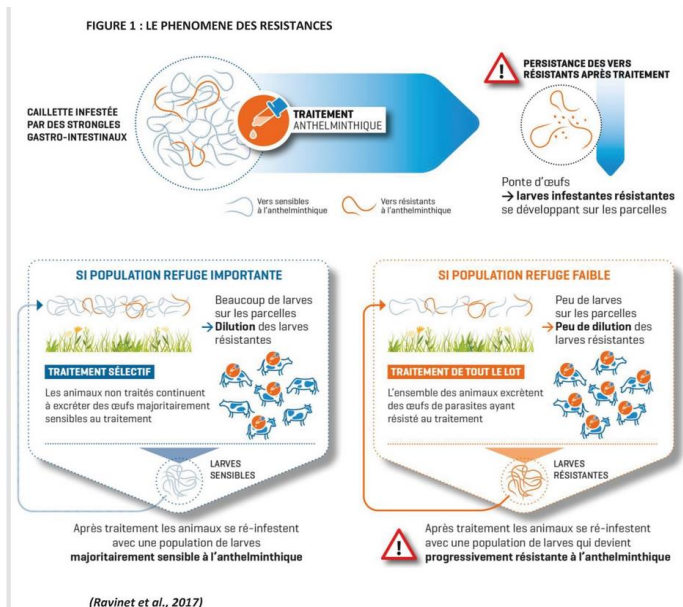 FIGURE 1 : LE PHENOMENE DES RESISTANCES
CAILLETTE INFESTÉE
PAR DES STRONGLES
GASTRO-INTESTINAUX
TRAITEMENT
ANTHELMINTHIQUE
PERSISTANCE DES VERS
RÉSISTANTS APRÈS TRAITEMENT
Vers sensibles
à l'anthelminthique
Vers résistants
à l'anthelminthique
Ponte d'œufs
→ larves infestantes résistantes
se développant sur les parcelles
SI POPULATION REFUGE IMPORTANTE
Beaucoup de larves
sur les parcelles
→ Dilution des larves
résistantes
TRAITEMENT SÉLECTIF
Les animaux non traités continuent
à excréter des œufs majoritairement
sensibles au traitement
LARVES
SENSIBLES
Après traitement les animaux se ré-infestent
avec une population de larves
majoritairement sensible à l'anthelminthique
SI POPULATION REFUGE FAIBLE
Peu de larves
sur les parcelles
→ Peu de dilution des
larves résistantes
TRAITEMENT DE TOUT LE LOT
L'ensemble des animaux excrètent
des œufs de parasites ayant
résisté au traitement
LARVES
RÉSISTANTES
Après traitement les animaux se ré-infestent
avec une population de larves qui devient
progressivement résistante à l'anthelminthique
(Ravinet et al., 2017)